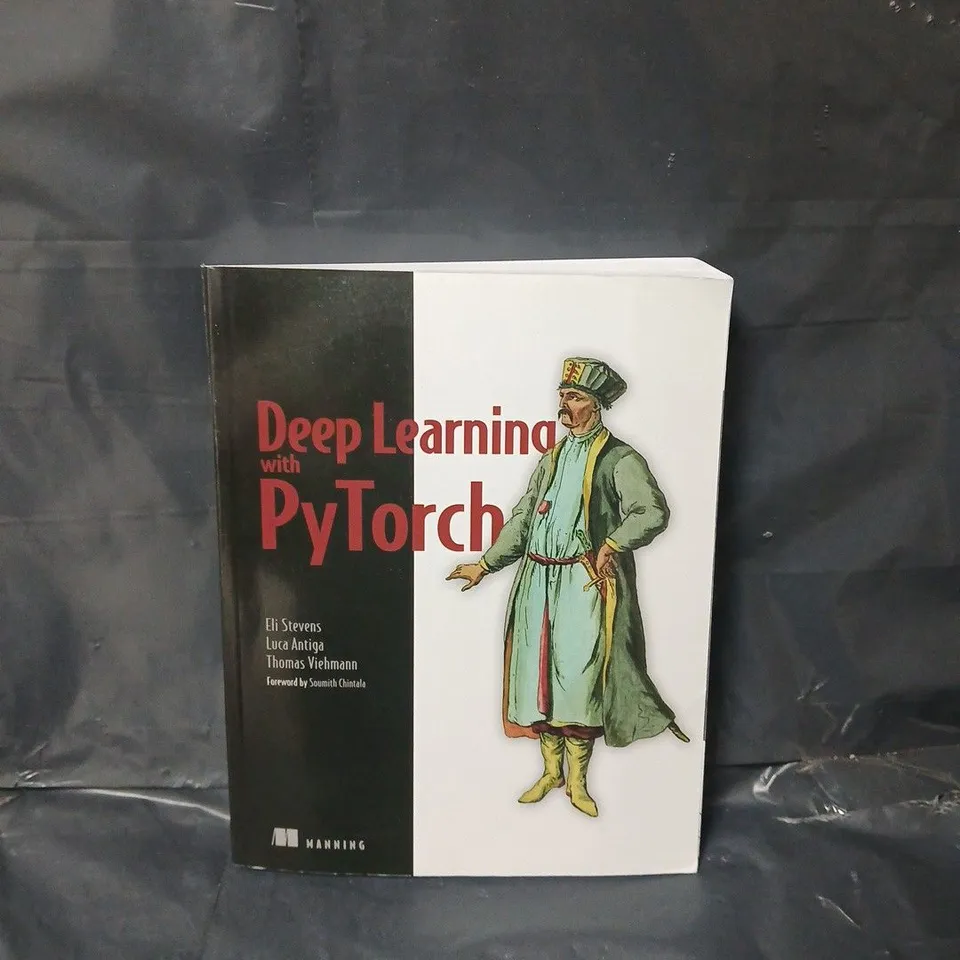 Deep Learning
with
PyTorch
Eli Stevens
Luca Antiga
Thomas Viehmann
Foreword by Soumith Chintala
MANNING